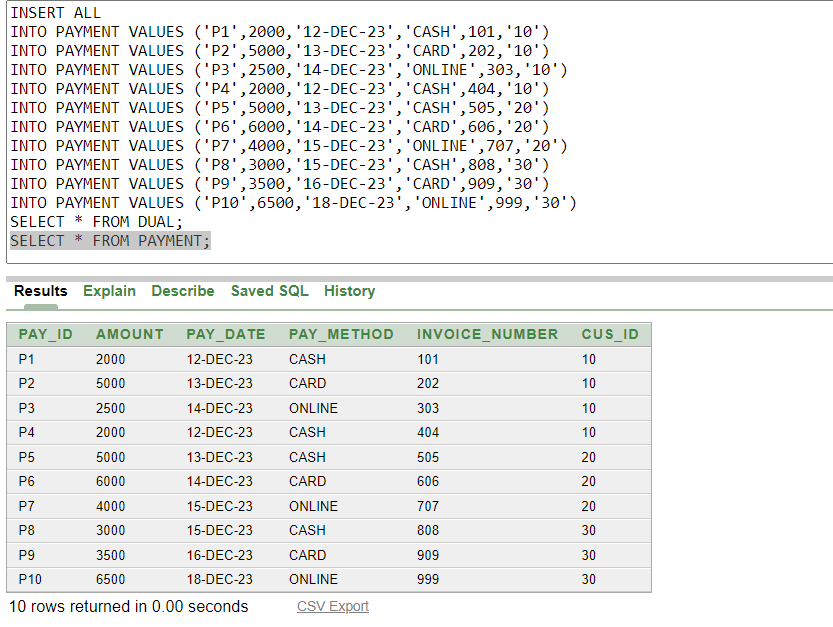 INSERT ALL
INTO PAYMENT VALUES ('P1',2000,'12-DEC-23','CASH',101,'10')
INTO PAYMENT VALUES ('P2',5000,'13-DEC-23','CARD',202,'10')
INTO PAYMENT VALUES ('P3',2500,'14-DEC-23','ONLINE',303,'10')
INTO PAYMENT VALUES ('P4',2000,'12-DEC-23','CASH',404,'10')
INTO PAYMENT VALUES ('P5',5000,'13-DEC-23','CASH',505,'20')
INTO PAYMENT VALUES ('P6',6000,'14-DEC-23','CARD',606,'20')
INTO PAYMENT VALUES ('P7',4000,'15-DEC-23','ONLINE',707,'20')
INTO PAYMENT VALUES ('P8',3000,'15-DEC-23','CASH',808,'30')
INTO PAYMENT VALUES ('P9',3500,'16-DEC-23','CARD',909,'30')
INTO PAYMENT VALUES ('P10',6500,'18-DEC-23','ONLINE',999,'30')
SELECT * FROM DUAL;
SELECT * FROM PAYMENT;
Results Explain Describe Saved SQL History
PAY_ID AMOUNT PAY_DATE PAY_METHOD INVOICE_NUMBER CUS_ID
P1 2000 12-DEC-23 CASH 101 10
P2 5000 13-DEC-23 CARD 202 10
P3 2500 14-DEC-23 ONLINE 303 10
P4 2000 12-DEC-23 CASH 404 10
P5 5000 13-DEC-23 CASH 505 20
P6 6000 14-DEC-23 CARD 606 20
P7 4000 15-DEC-23 ONLINE 707 20
P8 3000 15-DEC-23 CASH 808 30
P9 3500 16-DEC-23 CARD 909 30
P10 6500 18-DEC-23 ONLINE 999 30
10 rows returned in 0.00 seconds CSV Export